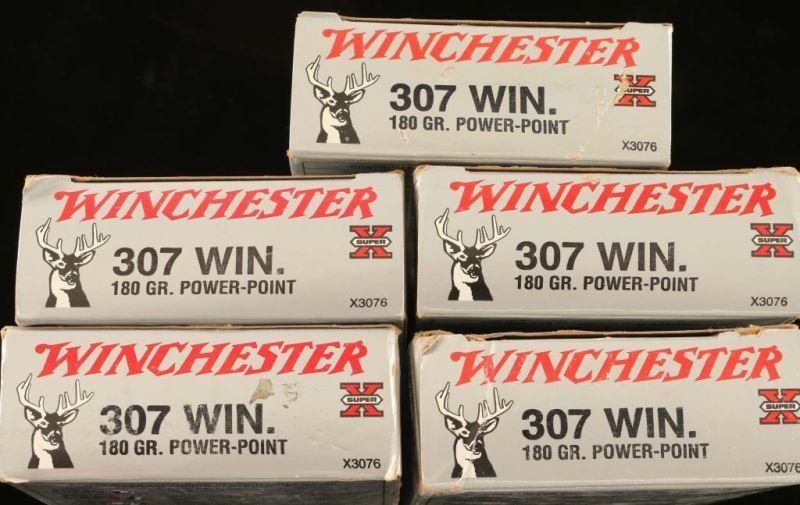 WINCHESTER
307 WIN.
180 GR. POWER-POINT
X
SUPER
X3076
WINCHESTER
307 WIN.
180 GR. POWER-POINT
X
SUPER
X3076
WINCHESTER
307 WIN.
180 GR. POWER-POINT
X
SUPER
X3076
WINCHESTER
307 WIN.
180 GR. POWER-POINT
X
SUPER
X3076
WINCHESTER
307 WIN.
180 GR. POWER-POINT
X
SUPER
X3076